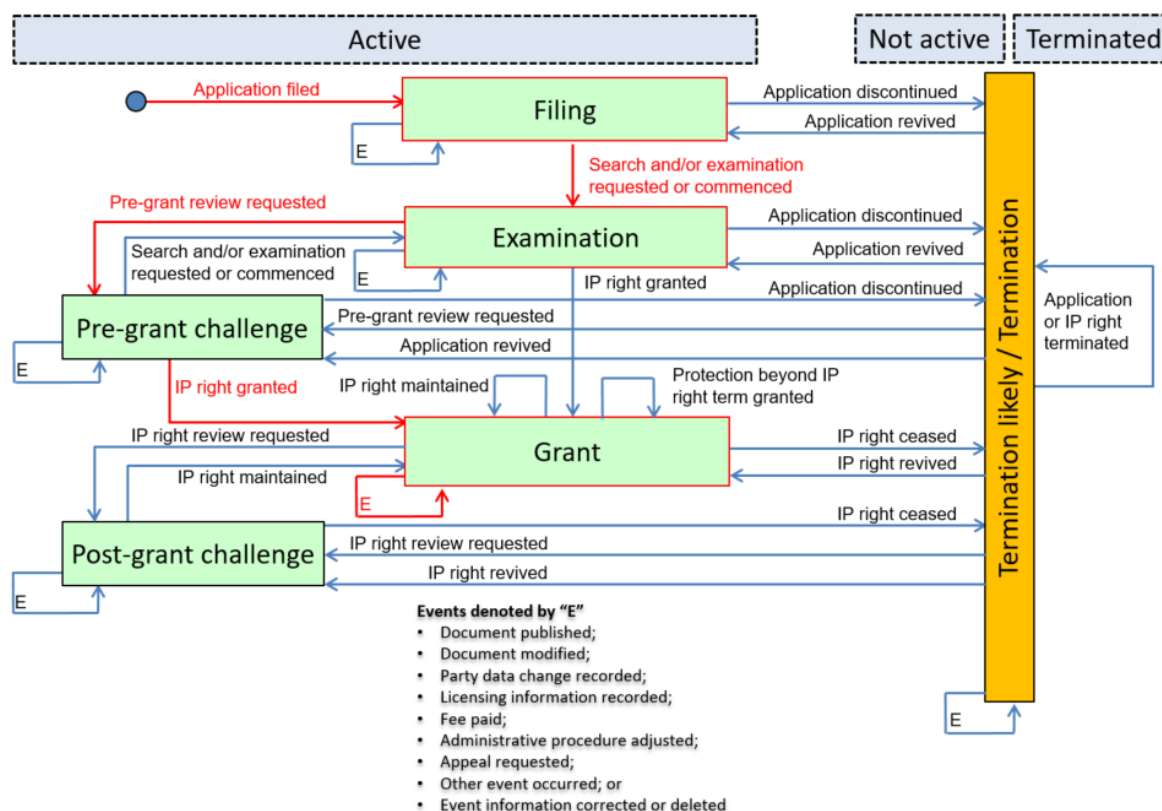 Active
Not active
Terminated
Application filed
Filing
Application discontinued
Application revived
E
Search and/or examination
requested or commenced
Pre-grant review requested
Examination
Application discontinued
Application revived
Search and/or examination
requested or commenced
E
IP right granted
Application discontinued
Pre-grant challenge
Pre-grant review requested
Application revived
E
Application
or IP right
terminated
Termination likely / Termination
IP right granted
IP right maintained
Protection beyond IP
right term granted
IP right review requested
Grant
IP right ceased
IP right revived
IP right maintained
E
IP right ceased
Post-grant challenge
IP right review requested
IP right revived
E
Events denoted by “E”
• Document published;
• Document modified;
• Party data change recorded;
• Licensing information recorded;
• Fee paid;
• Administrative procedure adjusted;
• Appeal requested;
• Other event occurred; or
• Event information corrected or deleted
E